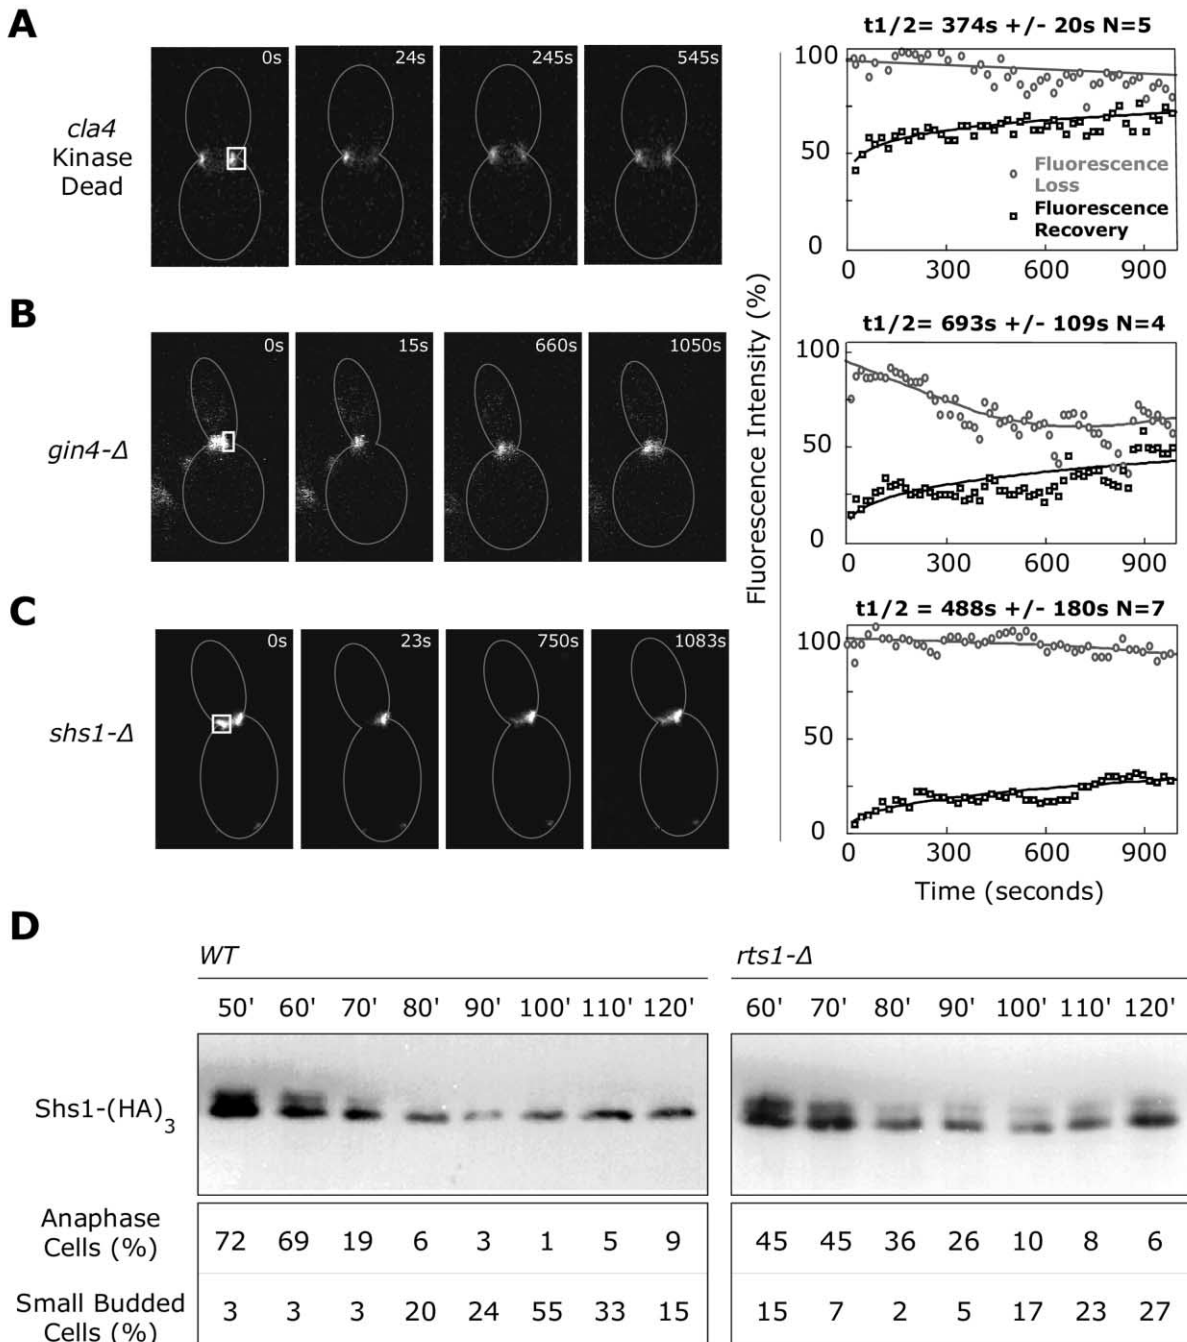 A
cla4
Kinase
Dead
0s
24s
245s
545s
t1/2= 374s +/- 20s N=5
100
50
0
Fluorescence
Loss
Fluorescence
Recovery
0 300 600 900
B
gin4-Δ
0s
15s
660s
1050s
Fluorescence Intensity (%)
t1/2= 693s +/- 109s N=4
100
50
0
0 300 600 900
C
shs1-Δ
0s
23s
750s
1083s
t1/2 = 488s +/- 180s N=7
100
50
0
0 300 600 900
Time (seconds)
D
WT
50' 60' 70' 80' 90' 100' 110' 120'
rts1-Δ
60' 70' 80' 90' 100' 110' 120'
Shs1-(HA)3
Anaphase
Cells (%)
72 69 19 6 3 1 5 9
45 45 36 26 10 8 6
Small Budded
Cells (%)
3 3 3 20 24 55 33 15
15 7 2 5 17 23 27